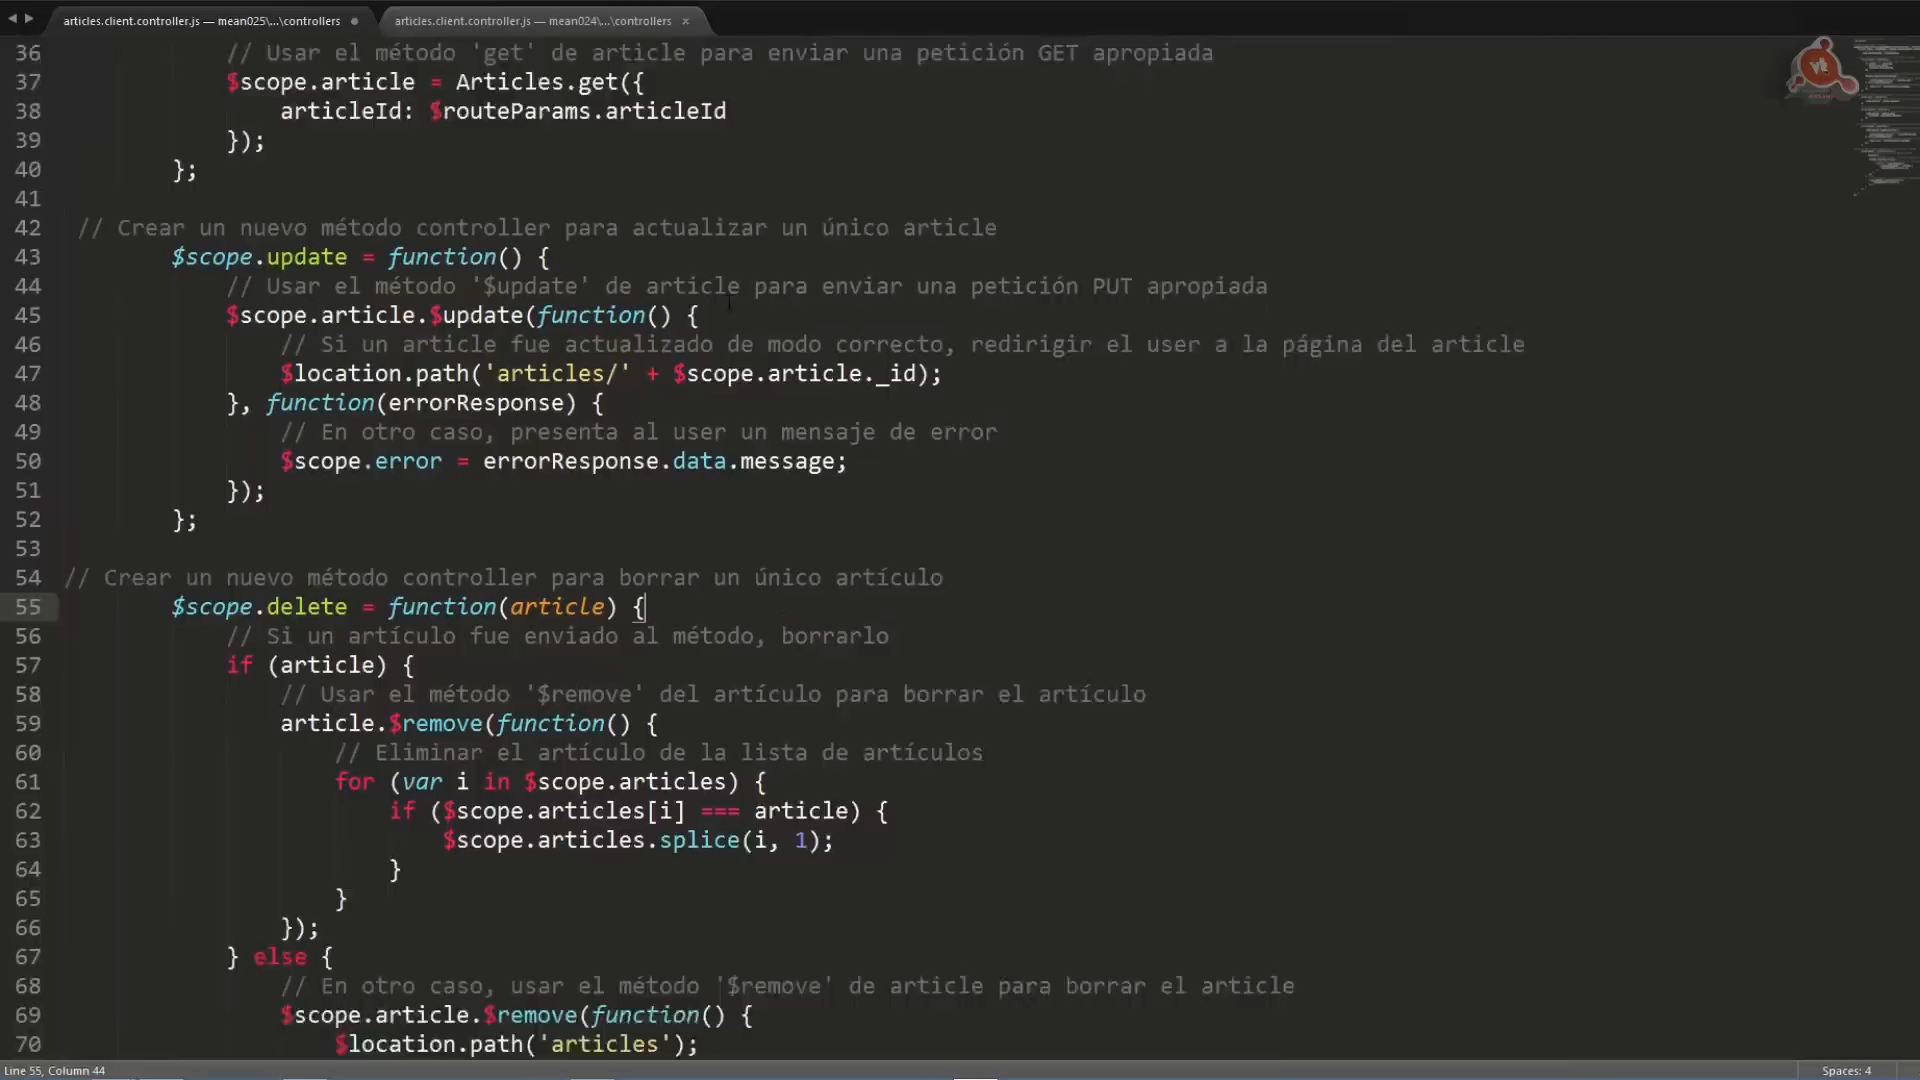 articles.client.controller.js — mean025\...\controllers
articles.client.controller.js — mean024\...\controllers ×
36 // Usar el método 'get' de article para enviar una petición GET apropiada
37 $scope.article = Articles.get({
38 articleId: $routeParams.articleId
39 });
40 };
41
42 // Crear un nuevo método controller para actualizar un único article
43 $scope.update = function() {
44 // Usar el método '$update' de article para enviar una petición PUT apropiada
45 $scope.article.$update(function() {
46 // Si un article fue actualizado de modo correcto, redirigir el user a la página del article
47 $location.path('articles/' + $scope.article._id);
48 }, function(errorResponse) {
49 // En otro caso, presenta al user un mensaje de error
50 $scope.error = errorResponse.data.message;
51 });
52 };
53
54 // Crear un nuevo método controller para borrar un único artículo
55 $scope.delete = function(article) {
56 // Si un artículo fue enviado al método, borrarlo
57 if (article) {
58 // Usar el método '$remove' del artículo para borrar el artículo
59 article.$remove(function() {
60 // Eliminar el artículo de la lista de artículos
61 for (var i in $scope.articles) {
62 if ($scope.articles[i] === article) {
63 $scope.articles.splice(i, 1);
64 }
65 }
66 });
67 } else {
68 // En otro caso, usar el método '$remove' de article para borrar el article
69 $scope.article.$remove(function() {
70 $location.path('articles');
Line 55, Column 44
Spaces: 4